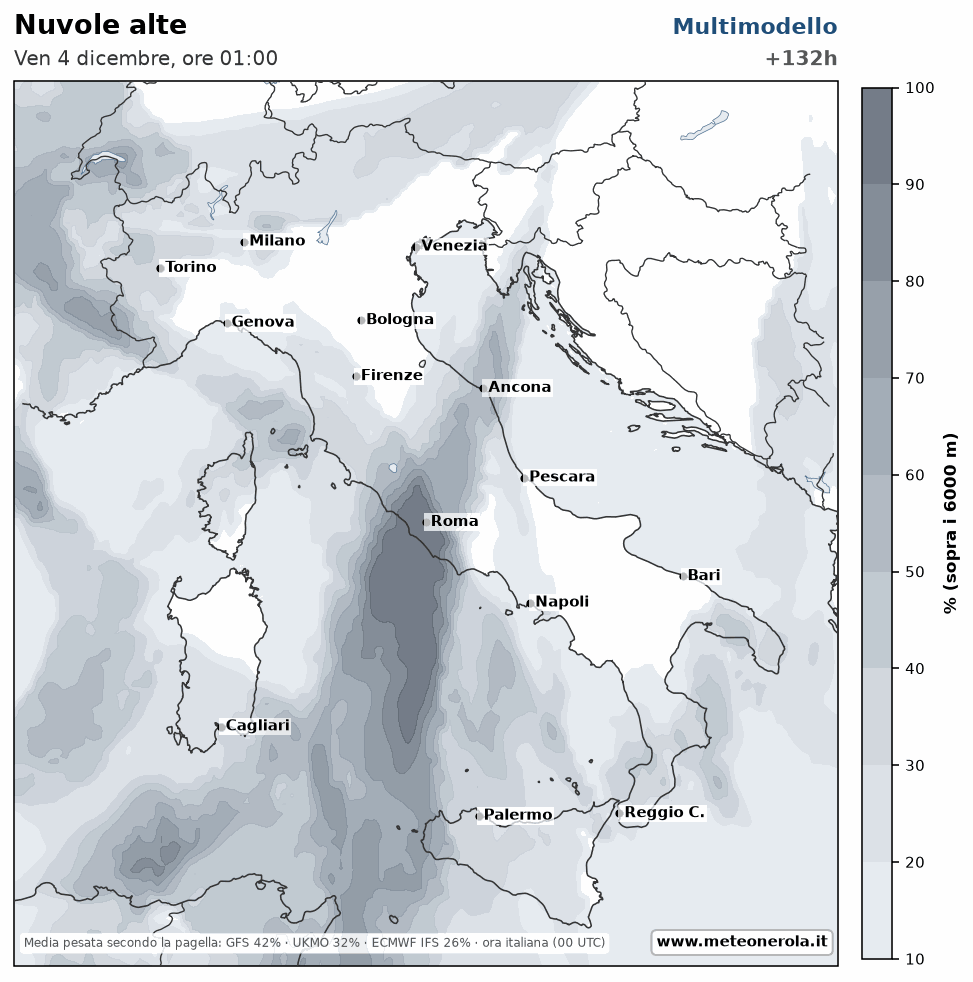 Nuvole alte
Multimodello
Ven 4 dicembre, ore 01:00
+132h
100
90
80
70
60
50
40
30
20
10
% (sopra i 6000 m)
Milano
Venezia
Torino
Genova
Bologna
Firenze
Ancona
Pescara
Roma
Bari
Napoli
Cagliari
Palermo
Reggio C.
Media pesata secondo la pagella: GFS 42% · UKMO 32% · ECMWF IFS 26% · ora italiana (00 UTC)
www.meteonerola.it